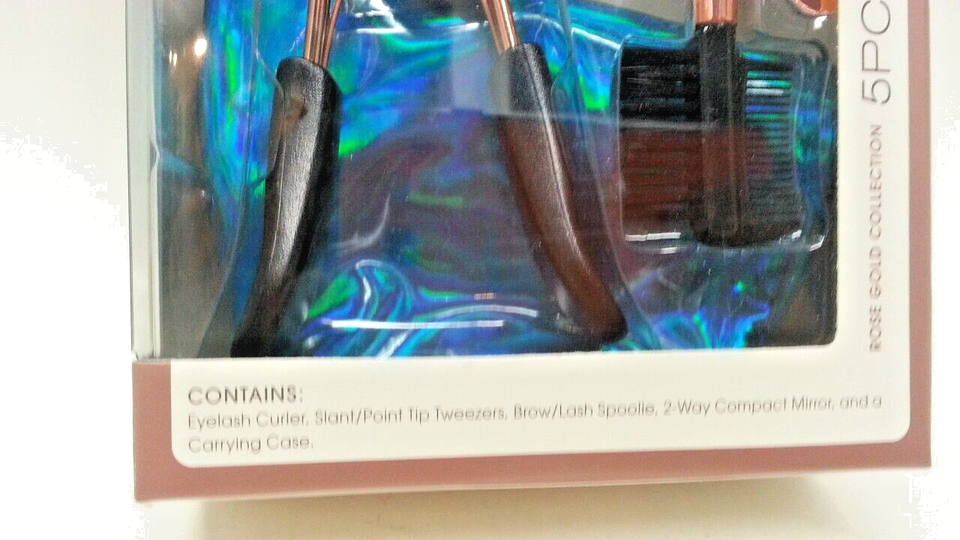 5PC
ROSE GOLD COLLECTION
CONTAINS:
Eyelash Curler, Slant/Point Tip Tweezers, Brow/Lash Spoolie, 2-Way Compact Mirror, and a
Carrying Case.